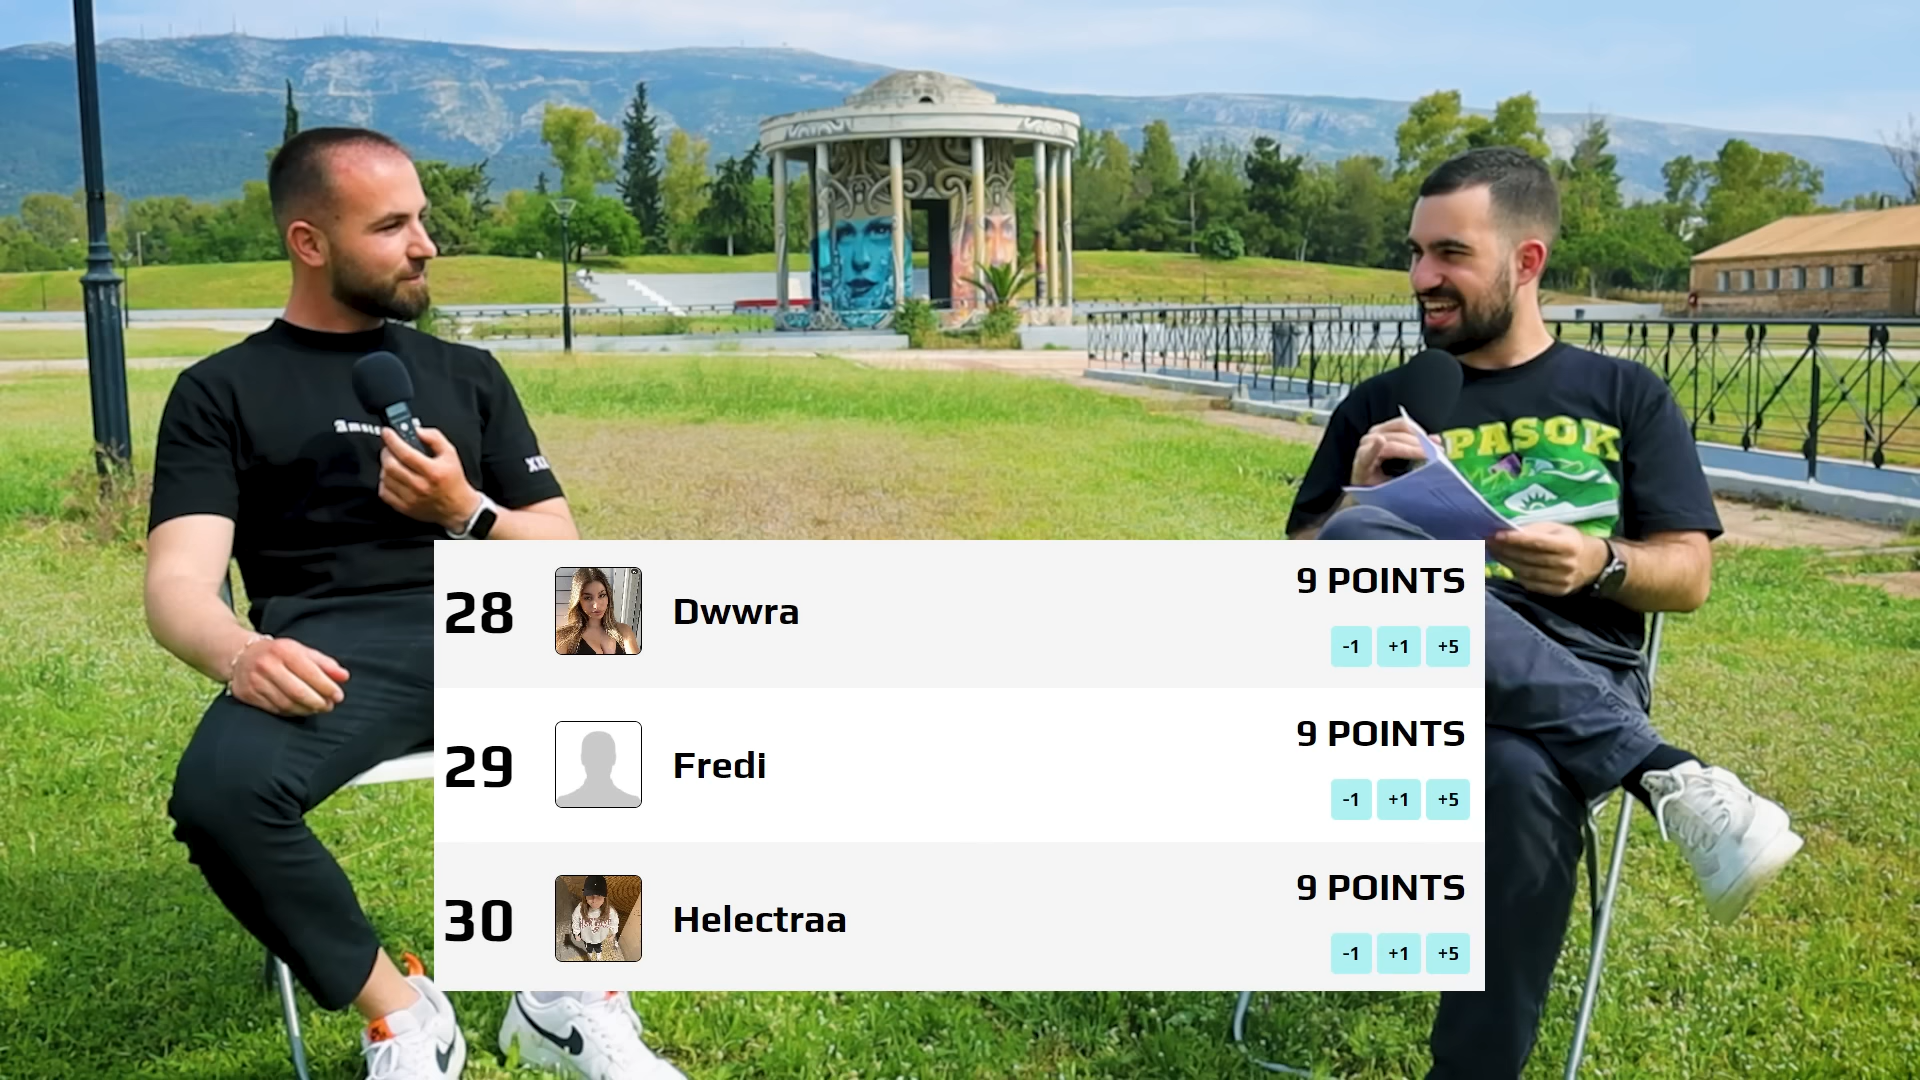 PASOK
XXX
28
Dwwra
9 POINTS
-1 +1 +5
29
Fredi
9 POINTS
-1 +1 +5
30
Helectraa
9 POINTS
-1 +1 +5